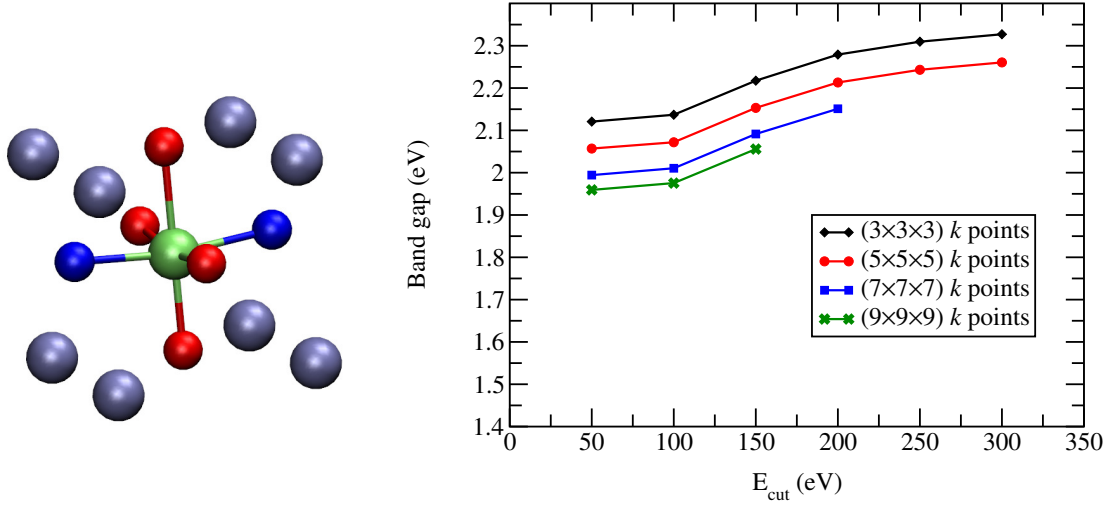 2.3
2.2
2.1
2
1.9
1.8
1.7
1.6
1.5
1.4
Band gap (eV)
(3×3×3) k points
(5×5×5) k points
(7×7×7) k points
(9×9×9) k points
0 50 100 150 200 250 300 350
E_cut (eV)